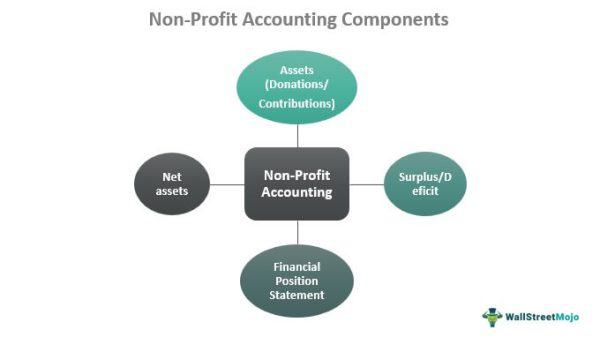 Non-Profit Accounting Components
Assets
(Donations/
Contributions)
Net
assets
Non-Profit
Accounting
Surplus/D
eficit
Financial
Position
Statement
WallStreetMojo